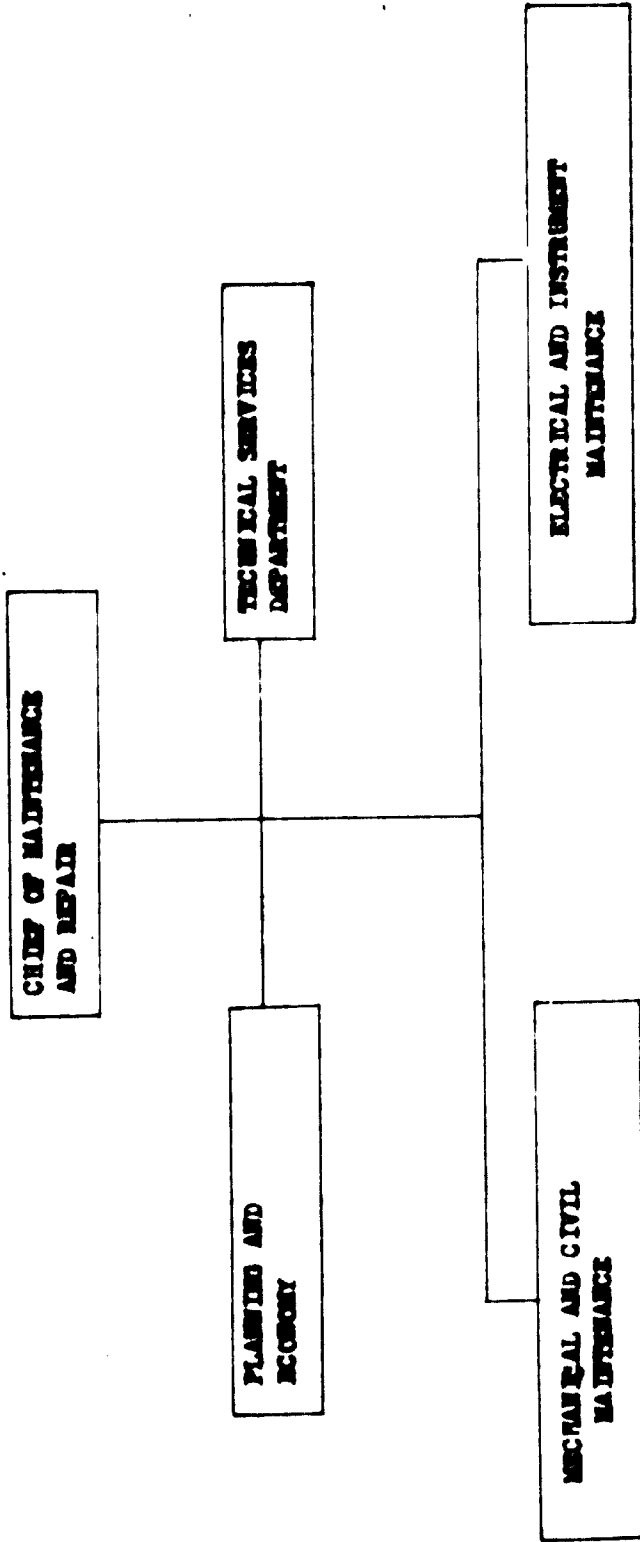 CHIEF OF MAINTENANCE
AND REPAIR
PLANNING AND
ECONOMY
TECHNICAL SERVICES
DEPARTMENT
MECHANICAL AND CIVIL
MAINTENANCE
ELECTRICAL AND INSTRUMENT
MAINTENANCE